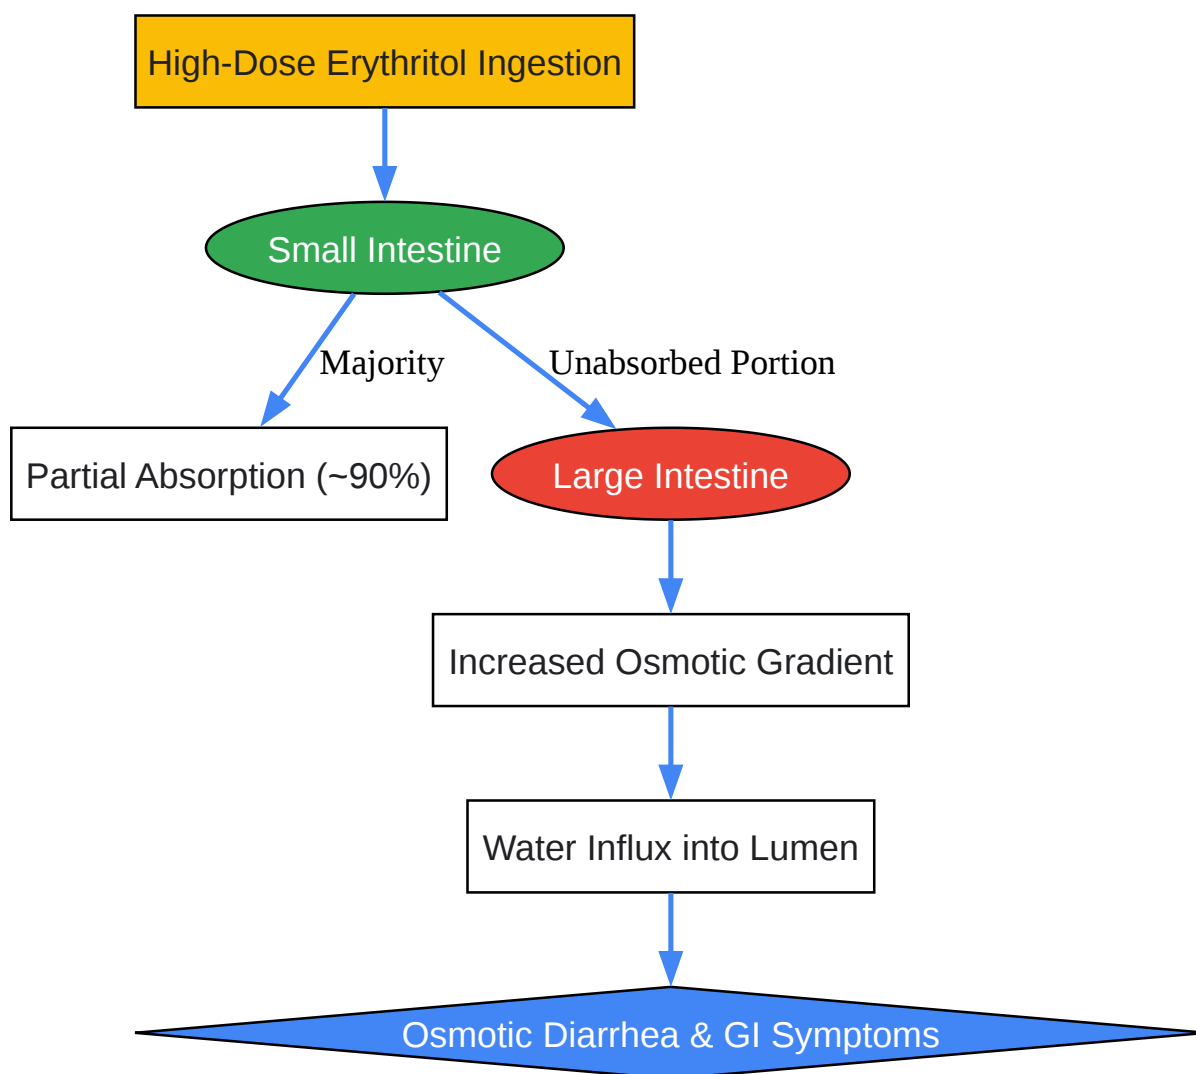 High-Dose Erythritol Ingestion
Small Intestine
Majority
Unabsorbed Portion
Partial Absorption (~90%)
Large Intestine
Increased Osmotic Gradient
Water Influx into Lumen
Osmotic Diarrhea & GI Symptoms